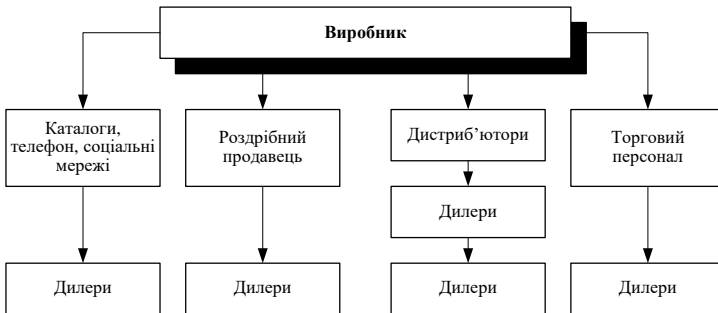 Виробник
Каталоги,
телефон, соціальні
мережі
Роздрібний
продавець
Дистриб’ютори
Торговий
персонал
Дилери
Дилери
Дилери
Дилери
Дилери